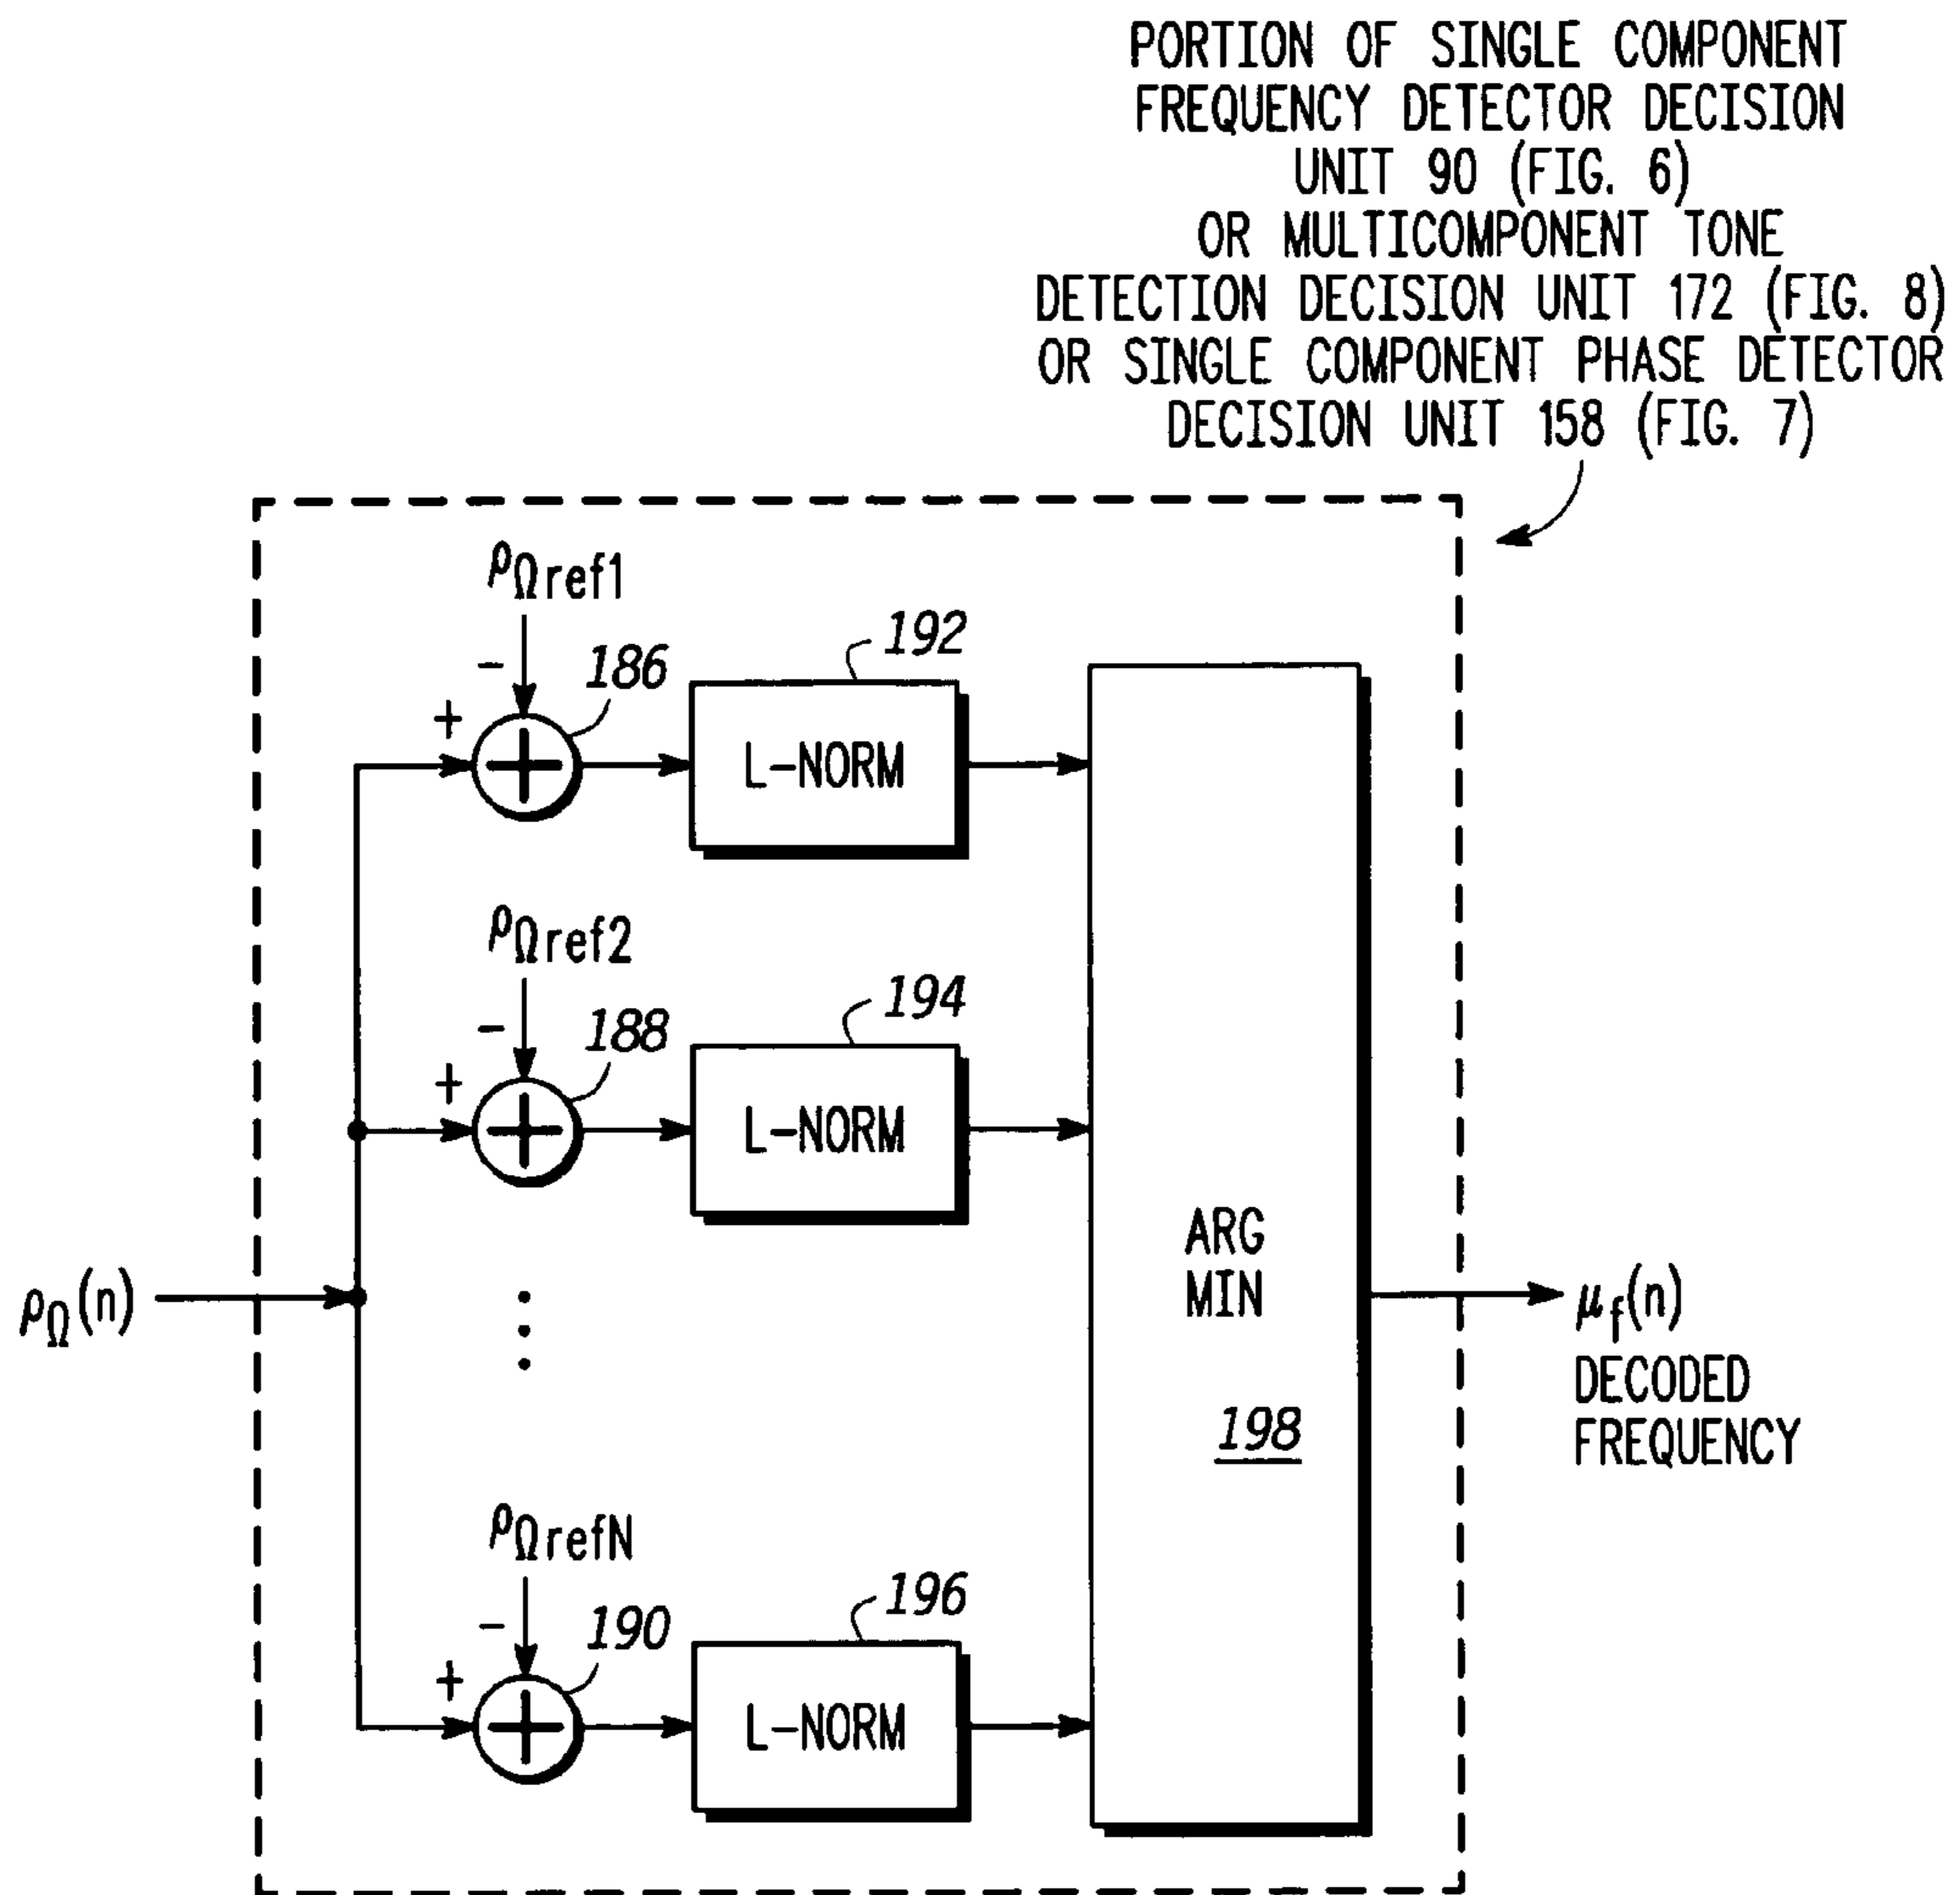 PORTION OF SINGLE COMPONENT
FREQUENCY DETECTOR DECISION
UNIT 90 (FIG. 6)
OR MULTICOMPONENT TONE
DETECTION DECISION UNIT 172 (FIG. 8)
OR SINGLE COMPONENT PHASE DETECTOR
DECISION UNIT 158 (FIG. 7)
ρΩref1
192
186
-
+
L-NORM
ρΩref2
194
188
-
+
L-NORM
ARG
MIN
198
ρΩ(n)
μf(n)
DECODED
FREQUENCY
ρΩrefN
196
190
-
+
L-NORM